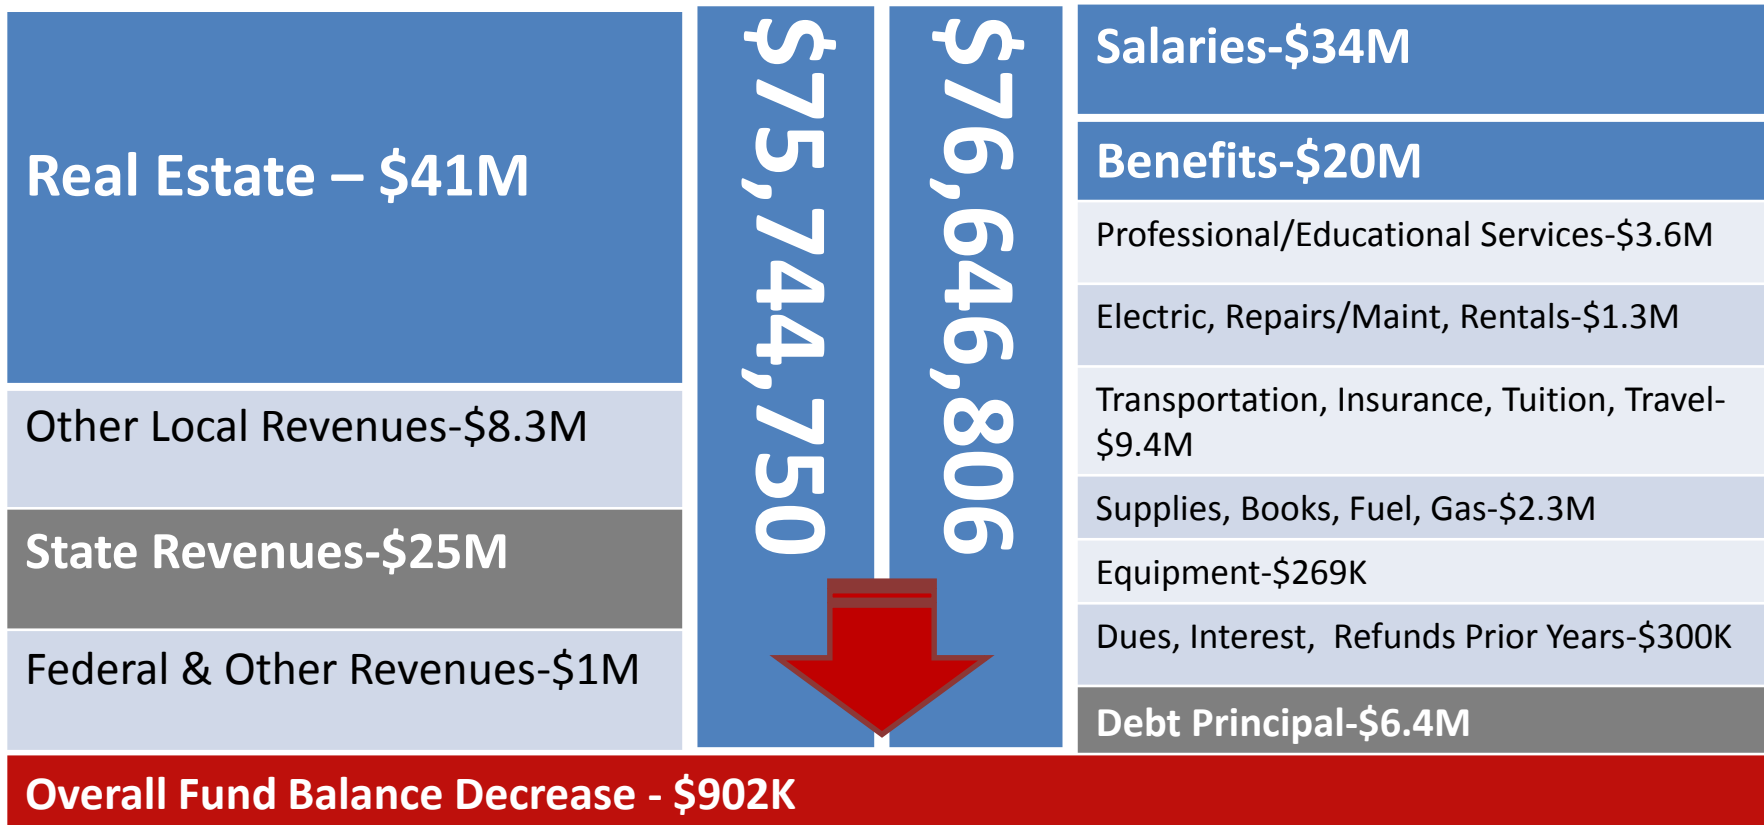 Real Estate – $41M
Other Local Revenues-$8.3M
State Revenues-$25M
Federal & Other Revenues-$1M
$75,744,750
$76,646,806
Salaries-$34M
Benefits-$20M
Professional/Educational Services-$3.6M
Electric, Repairs/Maint, Rentals-$1.3M
Transportation, Insurance, Tuition, Travel-
$9.4M
Supplies, Books, Fuel, Gas-$2.3M
Equipment-$269K
Dues, Interest,  Refunds Prior Years-$300K
Debt Principal-$6.4M
Overall Fund Balance Decrease - $902K